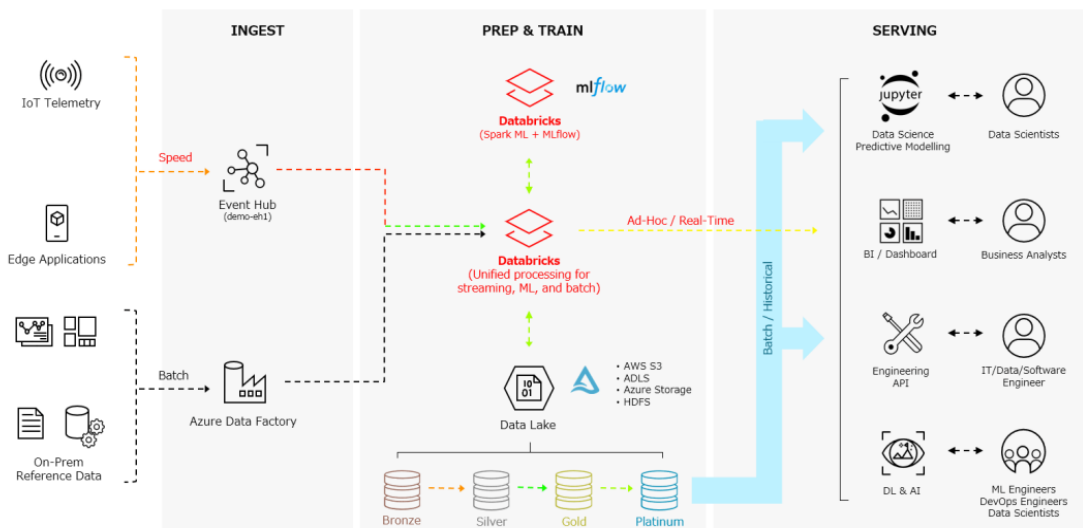 INGEST
PREP & TRAIN
SERVING
IoT Telemetry
Edge Applications
Speed
Event Hub
(demo-eh1)
On-Prem
Reference Data
Batch
Azure Data Factory
mlflow
Databricks
(Spark ML + MLflow)
Databricks
(Unified processing for
streaming, ML, and batch)
Ad-Hoc / Real-Time
10
01
Data Lake
• AWS S3
• ADLS
• Azure Storage
• HDFS
Bronze
Silver
Gold
Platinum
Batch / Historical
jupyter
Data Science
Predictive Modelling
Data Scientists
BI / Dashboard
Business Analysts
Engineering
API
IT/Data/Software
Engineer
DL & AI
ML Engineers
DevOps Engineers
Data Scientists